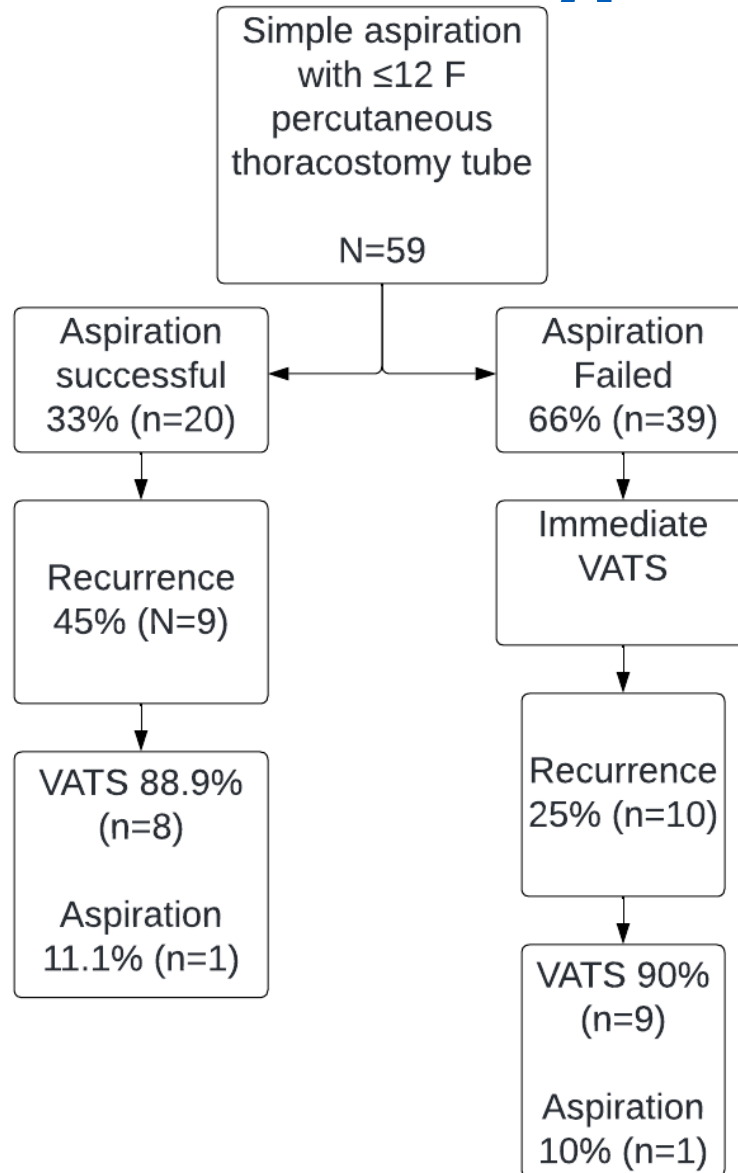 Simple aspiration
with ≤12 F
percutaneous
thoracostomy tube
N=59
Aspiration
successful
33% (n=20)
Aspiration
Failed
66% (n=39)
Recurrence
45% (N=9)
Immediate
VATS
VATS 88.9%
(n=8)
Aspiration
11.1% (n=1)
Recurrence
25% (n=10)
VATS 90%
(n=9)
Aspiration
10% (n=1)